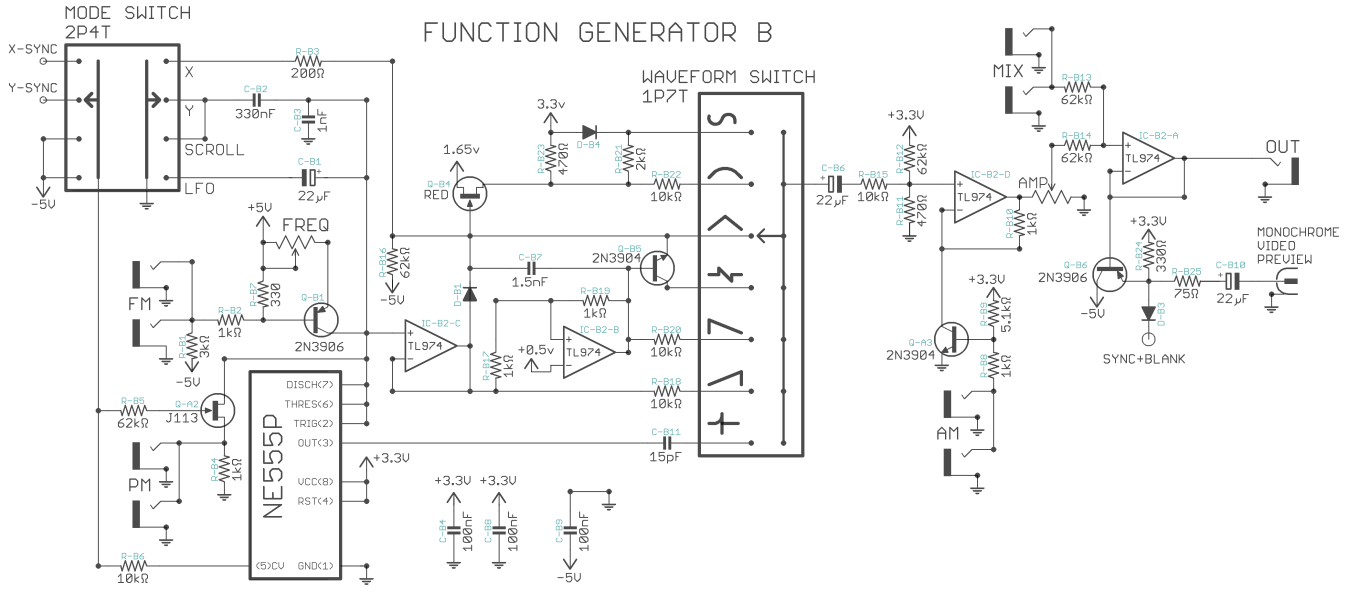 MODE SWITCH
2P4T
FUNCTION GENERATOR B
X-SYNC
Y-SYNC
X
Y
SCROLL
LFO
-5V
R-B3
200Ω
C-B2
330nF
C-B3
1nF
C-B1
+
22µF
+5V
FREQ
R-B7
330
Q-B1
2N3906
FM
R-B2
1kΩ
R-B1
3kΩ
-5V
R-B5
62kΩ
Q-A2
J113
PM
R-B4
1kΩ
R-B6
10kΩ
NE555P
DISCH(7)
THRES(6)
TRIG(2)
OUT(3)
VCC(8)
RST(4)
(5)CV
GND(1)
+3.3V
1.65v
Q-B4
RED
3.3v
D-B4
R-B23
470Ω
R-B21
2kΩ
R-B22
10kΩ
R-B16
62kΩ
-5V
D-B1
C-B7
1.5nF
Q-B5
2N3904
R-B19
1kΩ
IC-B2-C
+
-
TL974
R-B17
1kΩ
+0.5v
IC-B2-B
+
-
TL974
R-B20
10kΩ
R-B18
10kΩ
C-B11
15pF
+3.3V
C-B4
100nF
+3.3V
C-B8
100nF
C-B9
100nF
-5V
WAVEFORM SWITCH
1P7T
C-B6
+
22µF
R-B15
10kΩ
+3.3V
R-B12
62kΩ
R-B11
470Ω
IC-B2-D
+
-
TL974
R-B10
1kΩ
AMP
+3.3V
R-B9
5.1kΩ
Q-A3
2N3904
R-B8
1kΩ
AM
MIX
R-B13
62kΩ
R-B14
62kΩ
IC-B2-A
+
-
TL974
OUT
Q-B6
2N3906
-5V
+3.3V
R-B24
330Ω
R-B25
75Ω
C-B10
+
22µF
D-B3
SYNC+BLANK
MONOCHROME
VIDEO
PREVIEW